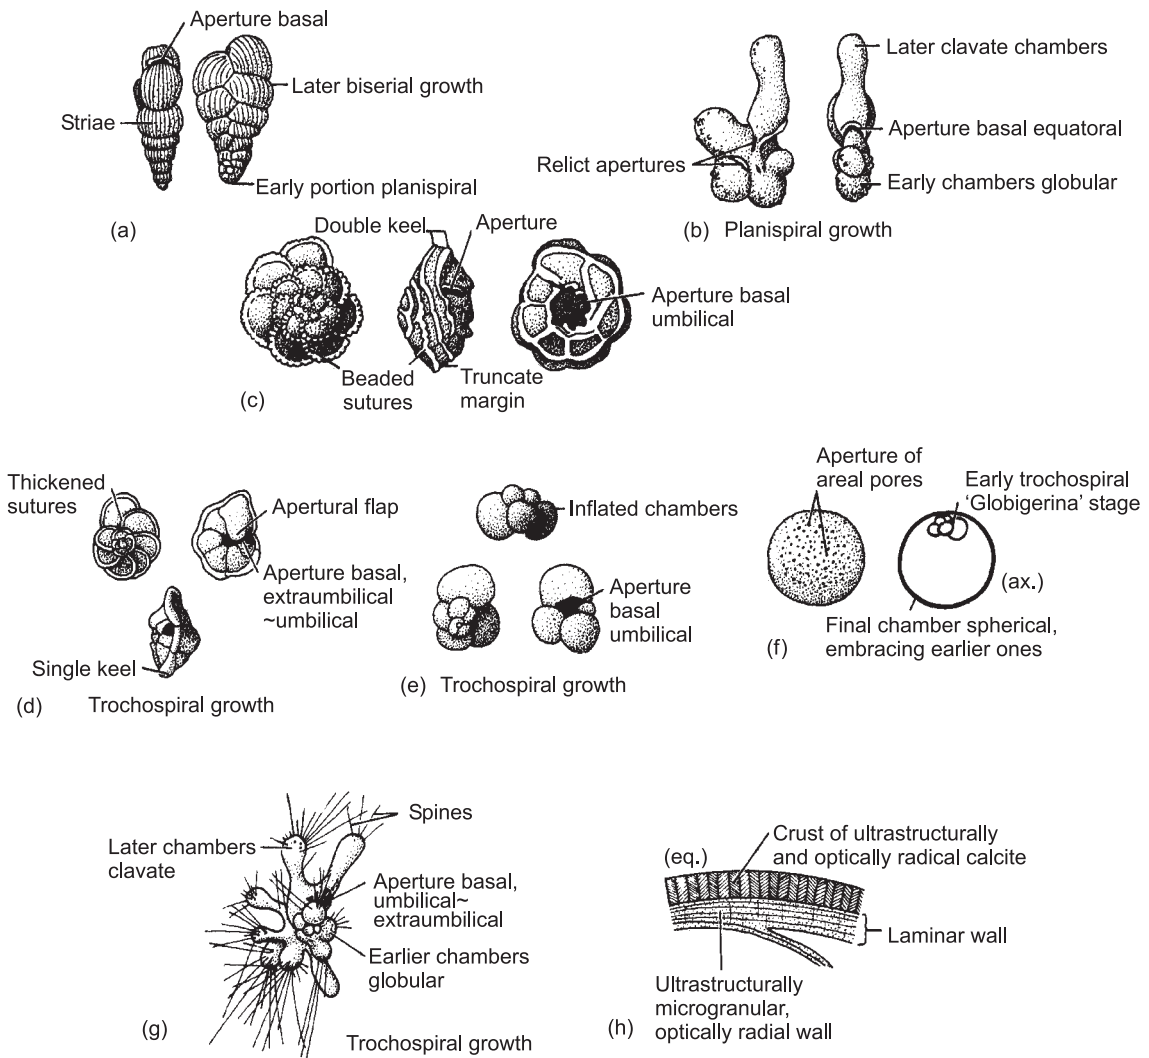 Aperture basal
Striae
Later biserial growth
Early portion planispiral
(a)
Later clavate chambers
Aperture basal equatoral
Relict apertures
Early chambers globular
(b) Planispiral growth
Double keel
Aperture
Aperture basal
umbilical
Beaded
sutures
Truncate
margin
(c)
Thickened
sutures
Apertural flap
Aperture basal,
extraumbilical
~umbilical
Single keel
(d) Trochospiral growth
Inflated chambers
Aperture
basal
umbilical
(e) Trochospiral growth
Aperture of
areal pores
Early trochospiral
'Globigerina' stage
(ax.)
Final chamber spherical,
embracing earlier ones
(f)
Spines
Later chambers
clavate
Aperture basal,
umbilical~
extraumbilical
Earlier chambers
globular
(g)
Trochospiral growth
Crust of ultrastructurally
and optically radical calcite
(eq.)
Laminar wall
Ultrastructurally
microgranular,
optically radial wall
(h)